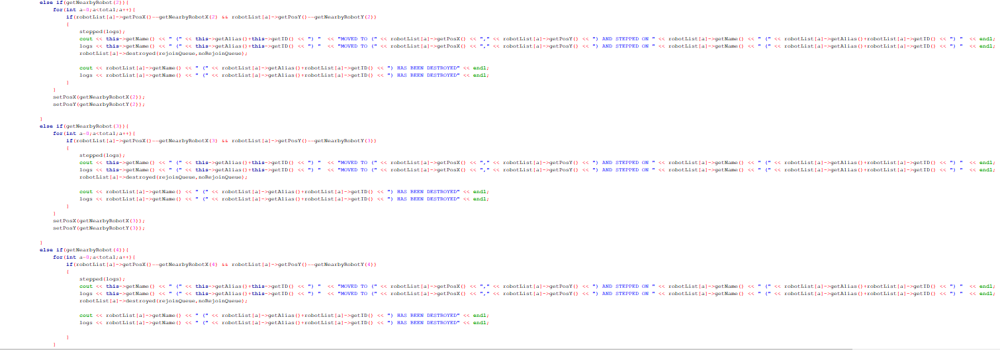 else if(getNearbyRobot(2)){
for(int a=0;a<total;a++){
if(robotList[a]->getPosX()==getNearbyRobotX(2) && robotList[a]->getPosY()==getNearbyRobotY(2))
{
stepped(logs);
cout << this->getName() << " (" << this->getAlias()+this->getID() << ") "  << "MOVED TO (" << robotList[a]->getPosX() << "," << robotList[a]->getPosY() << ") AND STEPPED ON " << robotList[a]->getName() << " (" << robotList[a]->getAlias()+robotList[a]->getID() << ") "  << endl;
logs << this->getName() << " (" << this->getAlias()+this->getID() << ") "  << "MOVED TO (" << robotList[a]->getPosX() << "," << robotList[a]->getPosY() << ") AND STEPPED ON " << robotList[a]->getName() << " (" << robotList[a]->getAlias()+robotList[a]->getID() << ") "  << endl;
robotList[a]->destroyed(rejoinQueue,noRejoinQueue);
cout << robotList[a]->getName() << " (" << robotList[a]->getAlias()+robotList[a]->getID() << ") HAS BEEN DESTROYED" << endl;
logs << robotList[a]->getName() << " (" << robotList[a]->getAlias()+robotList[a]->getID() << ") HAS BEEN DESTROYED" << endl;
}
}
setPosX(getNearbyRobotX(2));
setPosY(getNearbyRobotY(2));
}
else if(getNearbyRobot(3)){
for(int a=0;a<total;a++){
if(robotList[a]->getPosX()==getNearbyRobotX(3) && robotList[a]->getPosY()==getNearbyRobotY(3))
{
stepped(logs);
cout << this->getName() << " (" << this->getAlias()+this->getID() << ") "  << "MOVED TO (" << robotList[a]->getPosX() << "," << robotList[a]->getPosY() << ") AND STEPPED ON " << robotList[a]->getName() << " (" << robotList[a]->getAlias()+robotList[a]->getID() << ") "  << endl;
logs << this->getName() << " (" << this->getAlias()+this->getID() << ") "  << "MOVED TO (" << robotList[a]->getPosX() << "," << robotList[a]->getPosY() << ") AND STEPPED ON " << robotList[a]->getName() << " (" << robotList[a]->getAlias()+robotList[a]->getID() << ") "  << endl;
robotList[a]->destroyed(rejoinQueue,noRejoinQueue);
cout << robotList[a]->getName() << " (" << robotList[a]->getAlias()+robotList[a]->getID() << ") HAS BEEN DESTROYED" << endl;
logs << robotList[a]->getName() << " (" << robotList[a]->getAlias()+robotList[a]->getID() << ") HAS BEEN DESTROYED" << endl;
}
}
setPosX(getNearbyRobotX(3));
setPosY(getNearbyRobotY(3));
}
else if(getNearbyRobot(4)){
for(int a=0;a<total;a++){
if(robotList[a]->getPosX()==getNearbyRobotX(4) && robotList[a]->getPosY()==getNearbyRobotY(4))
{
stepped(logs);
cout << this->getName() << " (" << this->getAlias()+this->getID() << ") "  << "MOVED TO (" << robotList[a]->getPosX() << "," << robotList[a]->getPosY() << ") AND STEPPED ON " << robotList[a]->getName() << " (" << robotList[a]->getAlias()+robotList[a]->getID() << ") "  << endl;
logs << this->getName() << " (" << this->getAlias()+this->getID() << ") "  << "MOVED TO (" << robotList[a]->getPosX() << "," << robotList[a]->getPosY() << ") AND STEPPED ON " << robotList[a]->getName() << " (" << robotList[a]->getAlias()+robotList[a]->getID() << ") "  << endl;
robotList[a]->destroyed(rejoinQueue,noRejoinQueue);
cout << robotList[a]->getName() << " (" << robotList[a]->getAlias()+robotList[a]->getID() << ") HAS BEEN DESTROYED" << endl;
logs << robotList[a]->getName() << " (" << robotList[a]->getAlias()+robotList[a]->getID() << ") HAS BEEN DESTROYED" << endl;
}
}